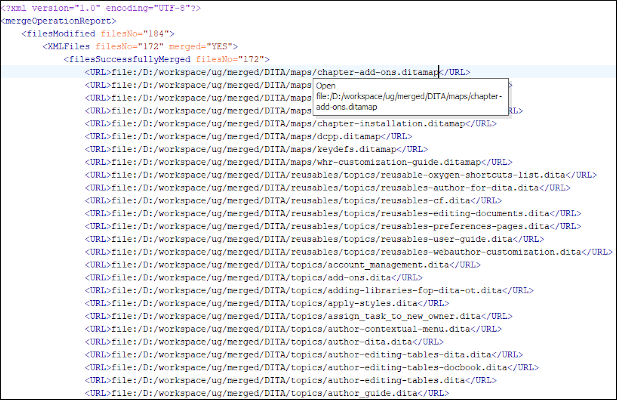 <?xml version="1.0" encoding="UTF-8"?>
<mergeOperationReport>
<filesModified filesNo="184">
<XMLFiles filesNo="172" merged="YES">
<filesSuccessfullyMerged filesNo="172">
<URL>file:/D:/workspace/ug/merged/DITA/maps/chapter-add-ons.ditamap</URL>
<URL>file:/D:/workspace/ug/merged/DITA/maps/
Open
<URL>file:/D:/workspace/ug/merged/DITA/maps/
file:/D:/workspace/ug/merged/DITA/maps/chapter-
<URL>file:/D:/workspace/ug/merged/DITA/maps/
add-ons.ditamap
<URL>file:/D:/workspace/ug/merged/DITA/maps/chapter-installation.ditamap</URL>
<URL>file:/D:/workspace/ug/merged/DITA/maps/dcpp.ditamap</URL>
<URL>file:/D:/workspace/ug/merged/DITA/maps/keydefs.ditamap</URL>
<URL>file:/D:/workspace/ug/merged/DITA/maps/whr-customization-guide.ditamap</URL>
<URL>file:/D:/workspace/ug/merged/DITA/reusables/topics/reusable-oxygen-shortcuts-list.dita</URL>
<URL>file:/D:/workspace/ug/merged/DITA/reusables/topics/reusables-author-for-dita.dita</URL>
<URL>file:/D:/workspace/ug/merged/DITA/reusables/topics/reusables-cf.dita</URL>
<URL>file:/D:/workspace/ug/merged/DITA/reusables/topics/reusables-editing-documents.dita</URL>
<URL>file:/D:/workspace/ug/merged/DITA/reusables/topics/reusables-preferences-pages.dita</URL>
<URL>file:/D:/workspace/ug/merged/DITA/reusables/topics/reusables-user-guide.dita</URL>
<URL>file:/D:/workspace/ug/merged/DITA/reusables/topics/reusables-webauthor-customization.dita</URL>
<URL>file:/D:/workspace/ug/merged/DITA/topics/account_management.dita</URL>
<URL>file:/D:/workspace/ug/merged/DITA/topics/add-ons.dita</URL>
<URL>file:/D:/workspace/ug/merged/DITA/topics/adding-libraries-fop-dita-ot.dita</URL>
<URL>file:/D:/workspace/ug/merged/DITA/topics/apply-styles.dita</URL>
<URL>file:/D:/workspace/ug/merged/DITA/topics/assign_task_to_new_owner.dita</URL>
<URL>file:/D:/workspace/ug/merged/DITA/topics/author-contextual-menu.dita</URL>
<URL>file:/D:/workspace/ug/merged/DITA/topics/author-dita.dita</URL>
<URL>file:/D:/workspace/ug/merged/DITA/topics/author-editing-tables-dita.dita</URL>
<URL>file:/D:/workspace/ug/merged/DITA/topics/author-editing-tables-docbook.dita</URL>
<URL>file:/D:/workspace/ug/merged/DITA/topics/author-editing-tables.dita</URL>
<URL>file:/D:/workspace/ug/merged/DITA/topics/author_guide.dita</URL>